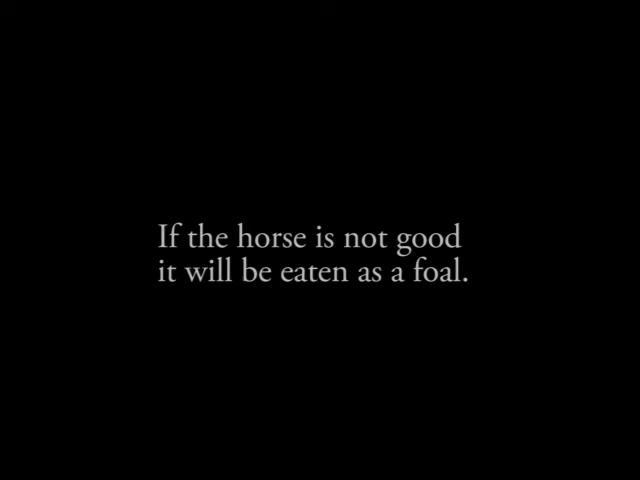 If the horse is not good
it will be eaten as a foal.